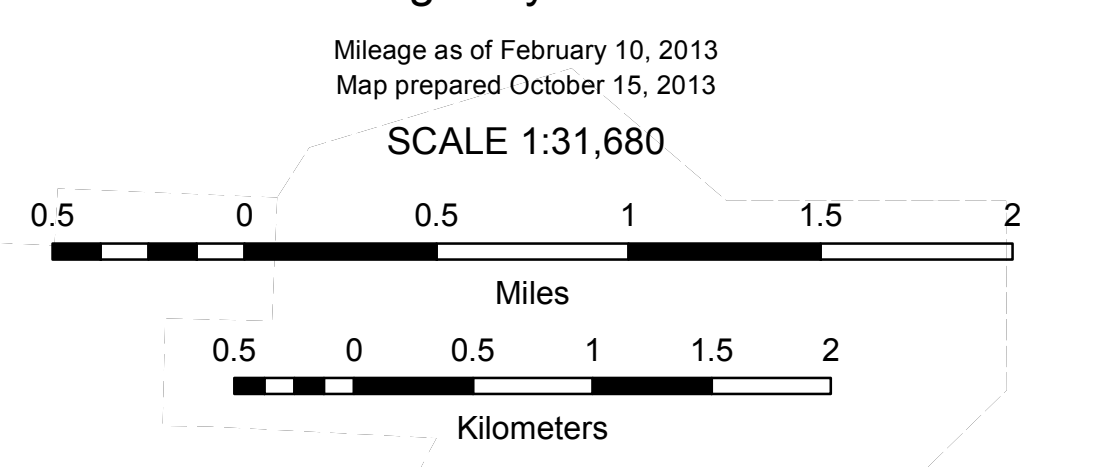 Mileage as of February 10, 2013
Map prepared October 15, 2013
SCALE 1:31,680
0.5 0 0.5 1 1.5 2
Miles
0.5 0 0.5 1 1.5 2
Kilometers